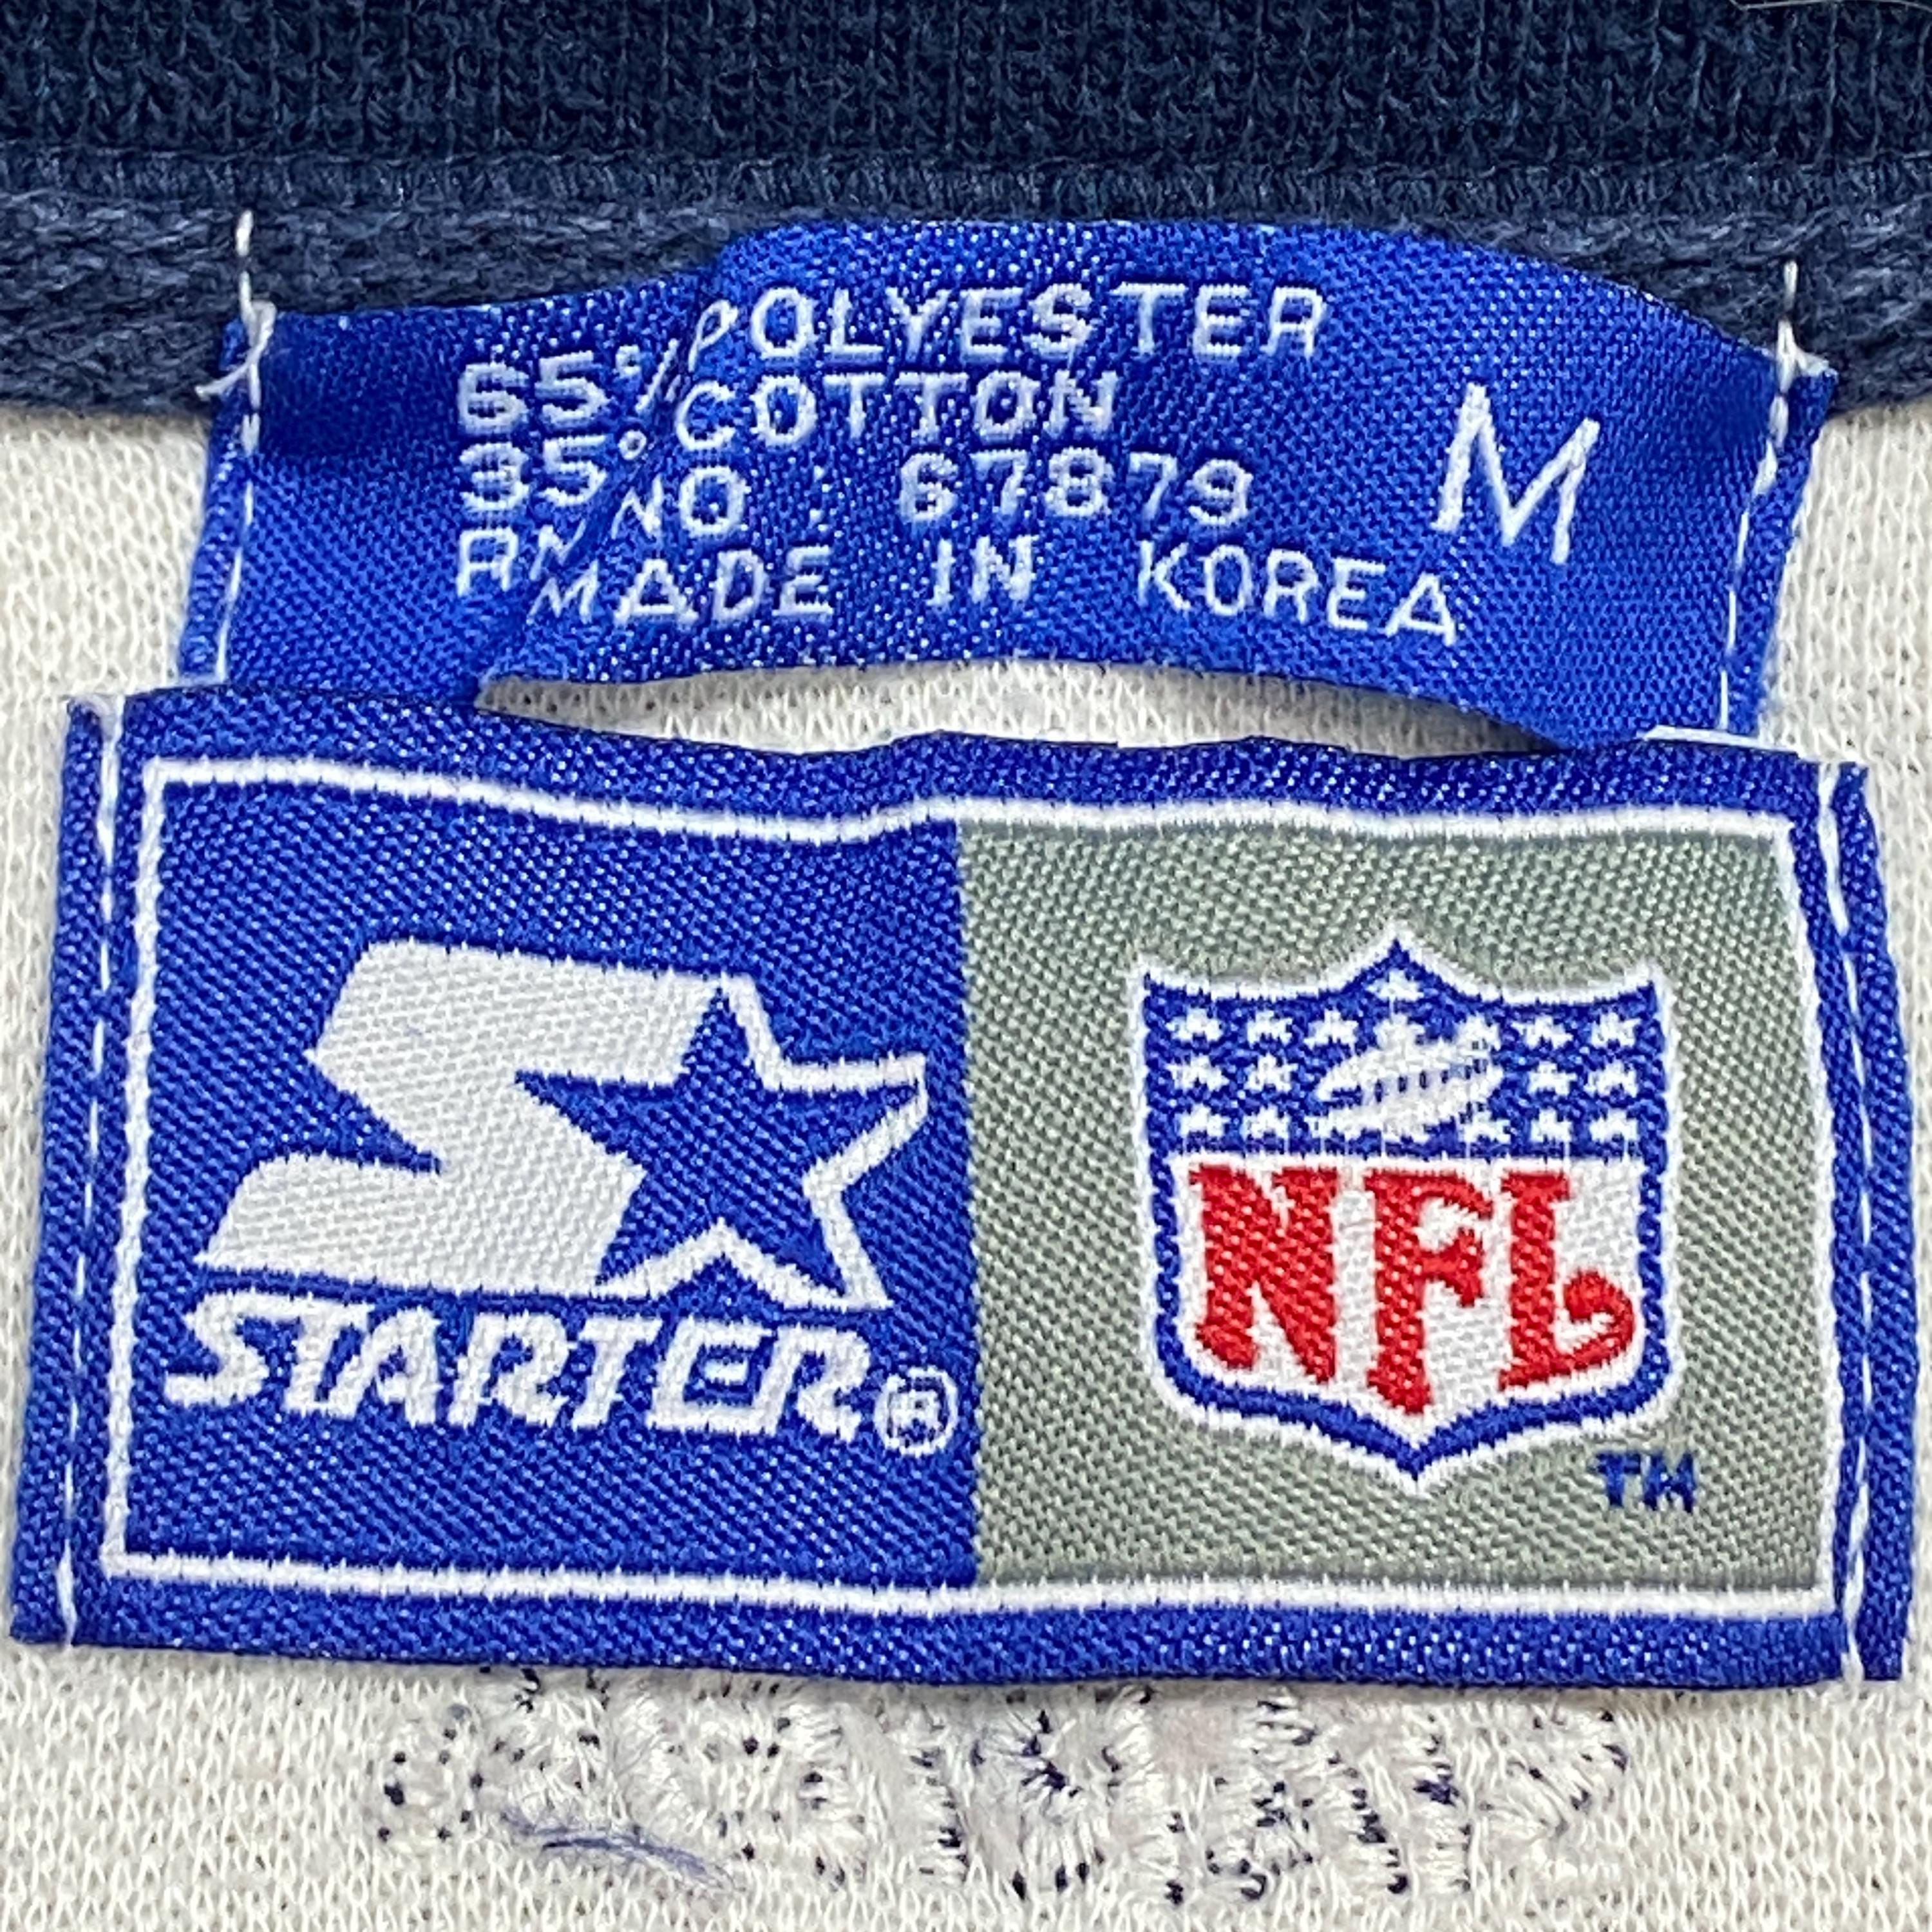 65% POLYESTER
35% COTTON
RN NO 67879
MADE IN KOREA
M
STARTER®
NFL
TM